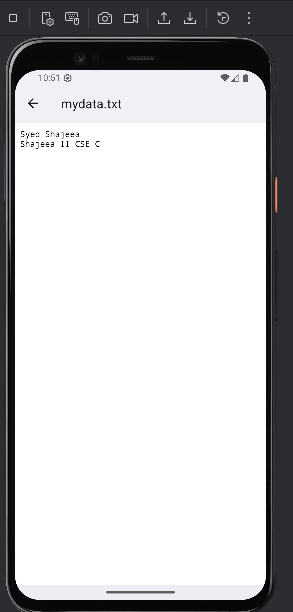 10:51
mydata.txt
Syed Shajeea
Shajeea II CSE C